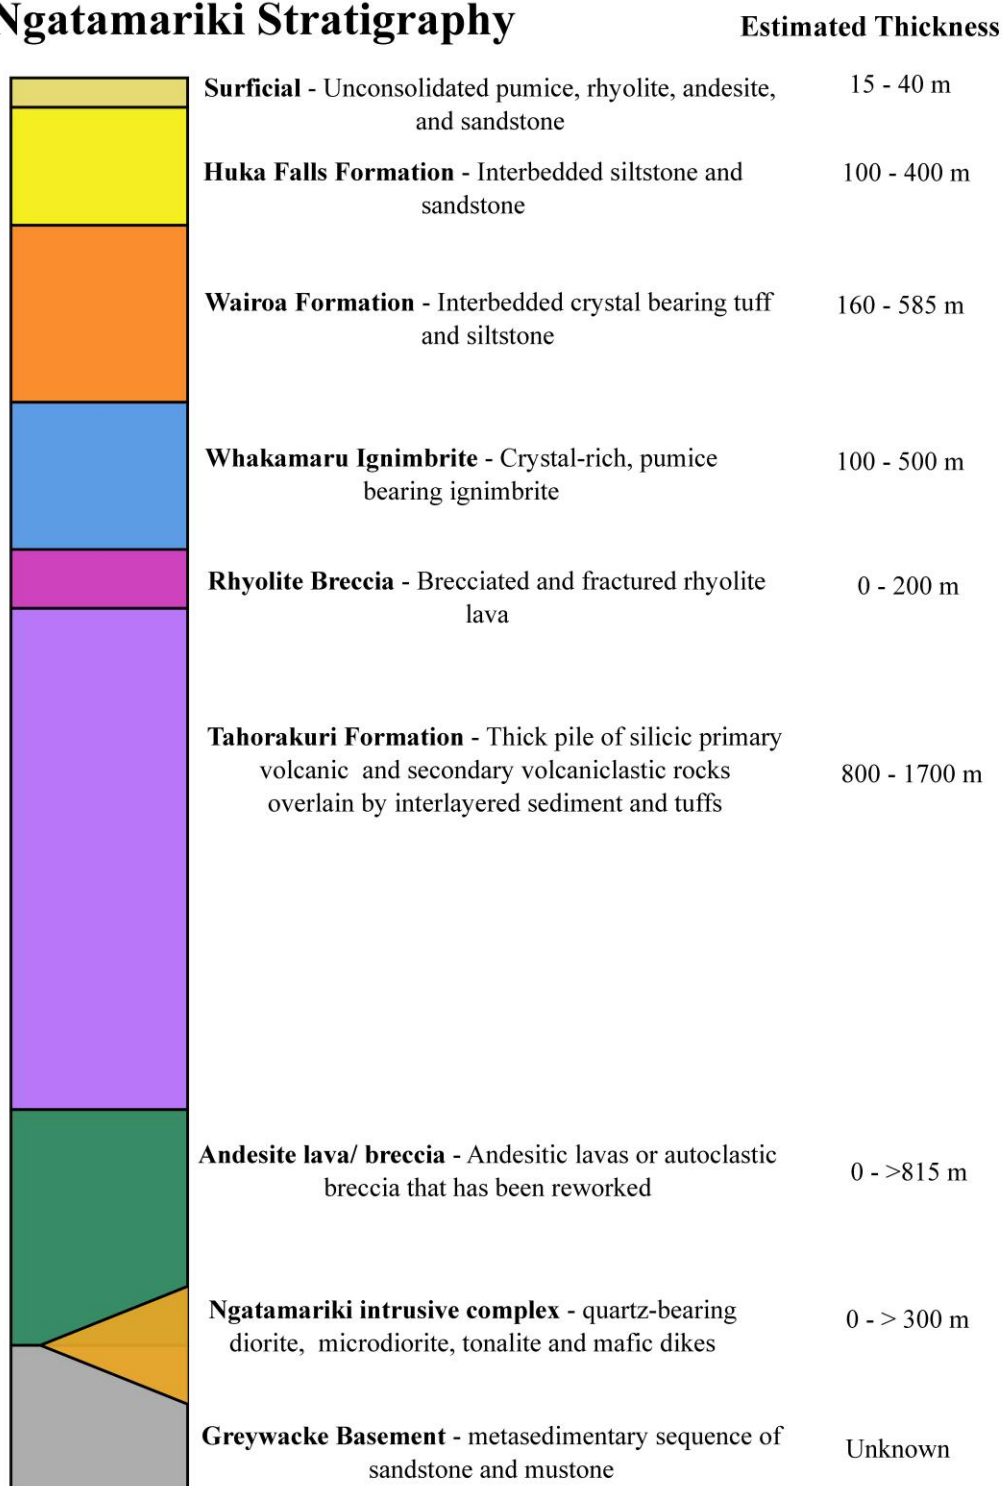 Ngatamariki Stratigraphy
Estimated Thickness
Surficial - Unconsolidated pumice, rhyolite, andesite,
and sandstone
15 - 40 m
Huka Falls Formation - Interbedded siltstone and
sandstone
100 - 400 m
Wairoa Formation - Interbedded crystal bearing tuff
and siltstone
160 - 585 m
Whakamaru Ignimbrite - Crystal-rich, pumice
bearing ignimbrite
100 - 500 m
Rhyolite Breccia - Brecciated and fractured rhyolite
lava
0 - 200 m
Tahorakuri Formation - Thick pile of silicic primary
volcanic and secondary volcaniclastic rocks
overlain by interlayered sediment and tuffs
800 - 1700 m
Andesite lava/ breccia - Andesitic lavas or autoclastic
breccia that has been reworked
0 - >815 m
Ngatamariki intrusive complex - quartz-bearing
diorite, microdiorite, tonalite and mafic dikes
0 - > 300 m
Greywacke Basement - metasedimentary sequence of
sandstone and mustone
Unknown